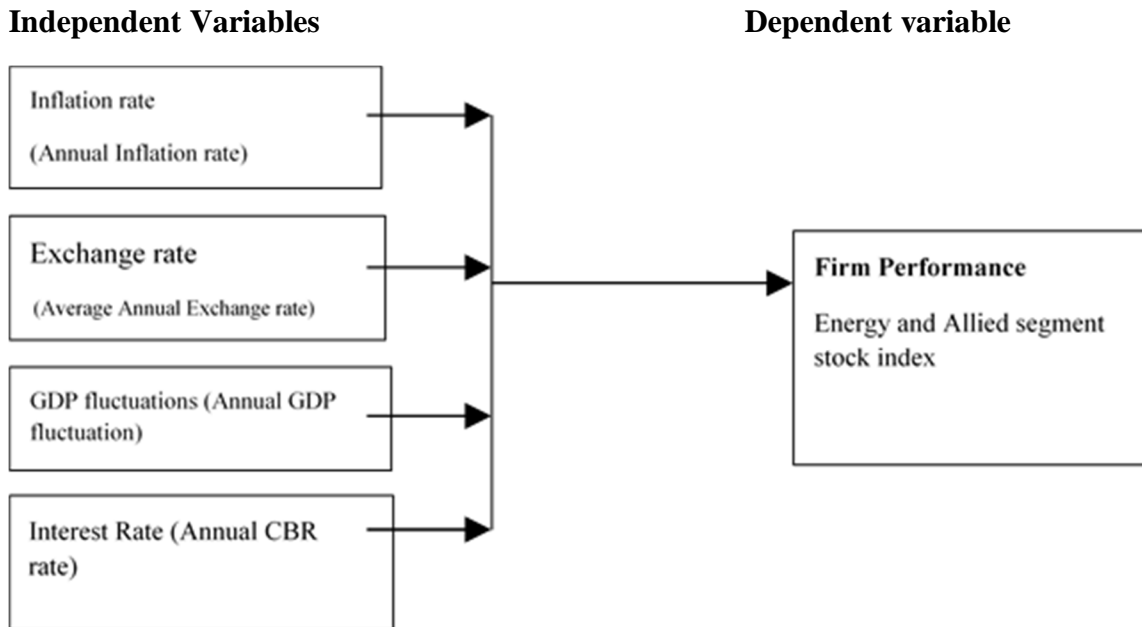 Independent Variables
Dependent variable
Inflation rate
(Annual Inflation rate)
Exchange rate
(Average Annual Exchange rate)
GDP fluctuations (Annual GDP
fluctuation)
Interest Rate (Annual CBR
rate)
Firm Performance
Energy and Allied segment
stock index